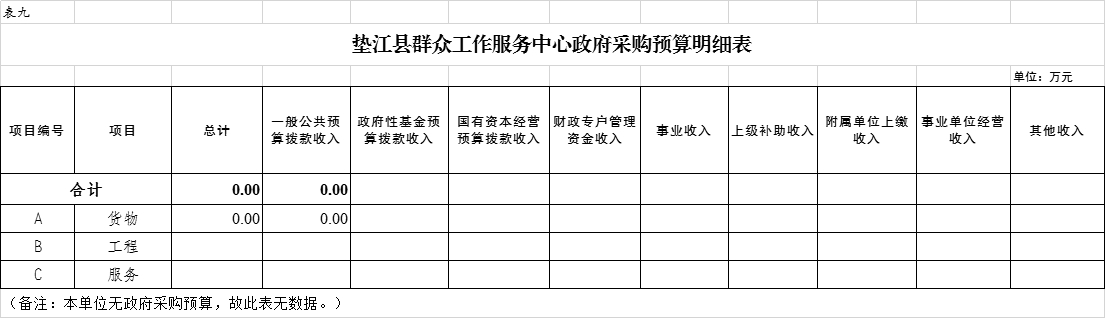 表九
垫江县群众工作服务中心政府采购预算明细表
单位：万元
项目编号 项目 总计 一般公共预算拨款收入 政府性基金预算拨款收入 国有资本经营预算拨款收入 财政专户管理资金收入 事业收入 上级补助收入 附属单位上缴收入 事业单位经营收入 其他收入
合计 0.00 0.00
A 货物 0.00 0.00
B 工程
C 服务
（备注：本单位无政府采购预算，故此表无数据。）